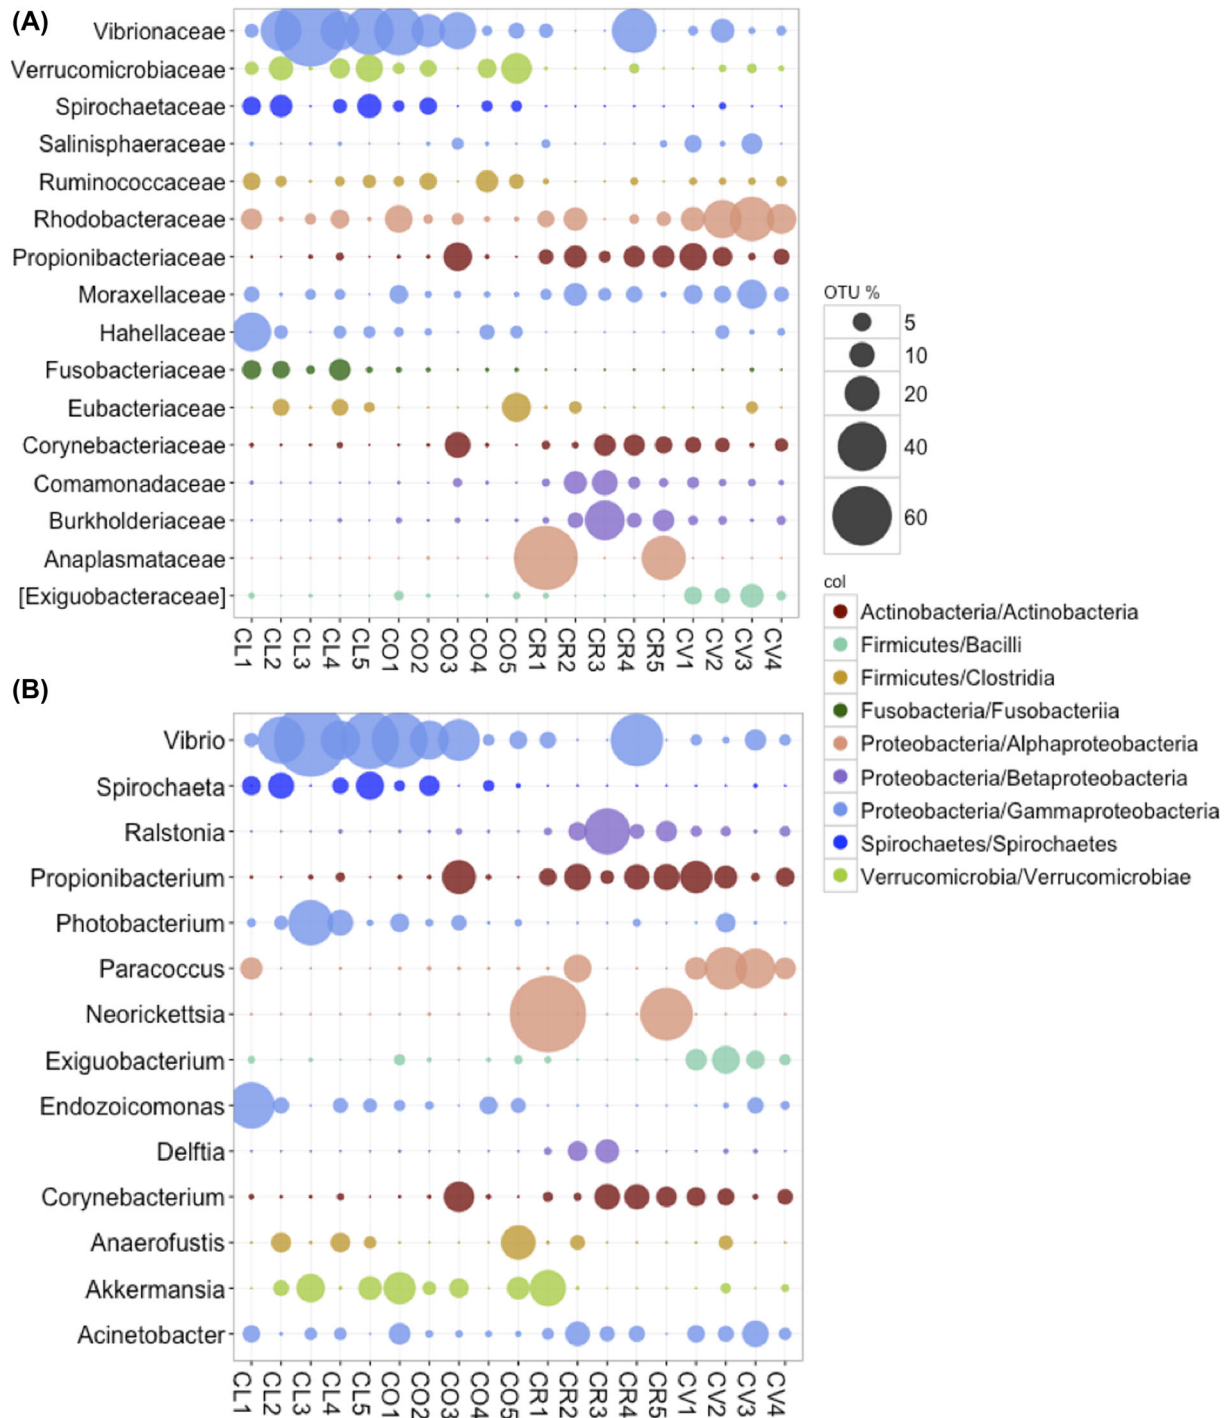 (A)
Vibrionaceae
Verrucomicrobiaceae
Spirochaetaceae
Salinisphaeraceae
Ruminococcaceae
Rhodobacteraceae
Propionibacteriaceae
Moraxellaceae
Hahellaceae
Fusobacteriaceae
Eubacteriaceae
Corynebacteriaceae
Comamonadaceae
Burkholderiaceae
Anaplasmataceae
[Exiguobacteraceae]
CL1 CL2 CL3 CL4 CL5 CO1 CO2 CO3 CO4 CO5 CR1 CR2 CR3 CR4 CR5 CV1 CV2 CV3 CV4
OTU %
5
10
20
40
60
col
Actinobacteria/Actinobacteria
Firmicutes/Bacilli
Firmicutes/Clostridia
Fusobacteria/Fusobacteriia
Proteobacteria/Alphaproteobacteria
Proteobacteria/Betaproteobacteria
Proteobacteria/Gammaproteobacteria
Spirochaetes/Spirochaetes
Verrucomicrobia/Verrucomicrobiae
(B)
Vibrio
Spirochaeta
Ralstonia
Propionibacterium
Photobacterium
Paracoccus
Neorickettsia
Exiguobacterium
Endozoicomonas
Delftia
Corynebacterium
Anaerofustis
Akkermansia
Acinetobacter
CL1 CL2 CL3 CL4 CL5 CO1 CO2 CO3 CO4 CO5 CR1 CR2 CR3 CR4 CR5 CV1 CV2 CV3 CV4